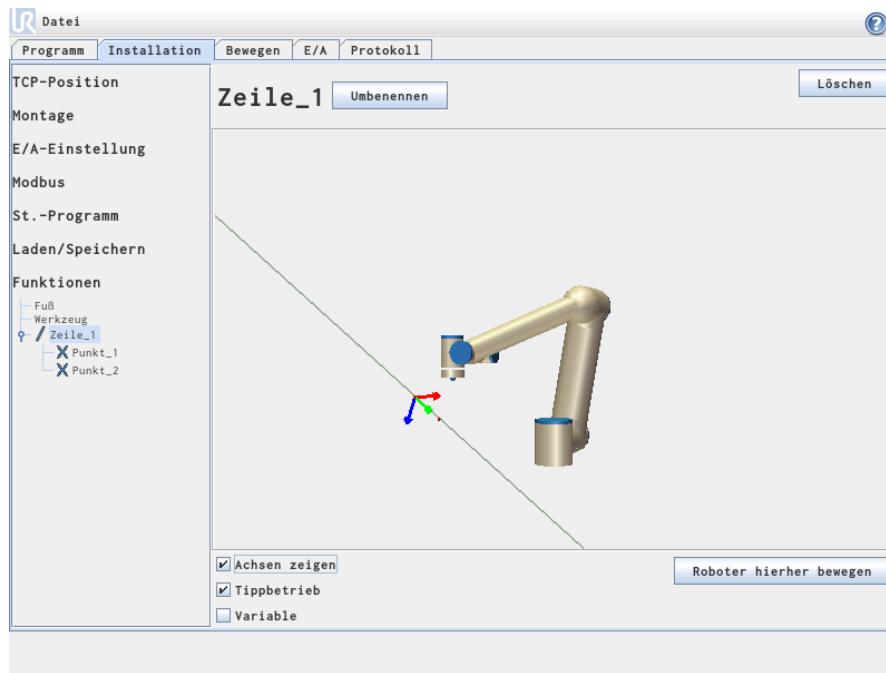 UR Datei ?
Programm Installation Bewegen E/A Protokoll
TCP-Position
Montage
E/A-Einstellung
Modbus
St.-Programm
Laden/Speichern
Funktionen
Fuß
Werkzeug
Zeile_1
Punkt_1
Punkt_2
Zeile_1 Umbenennen Löschen
Achsen zeigen
Tippbetrieb
Variable
Roboter hierher bewegen